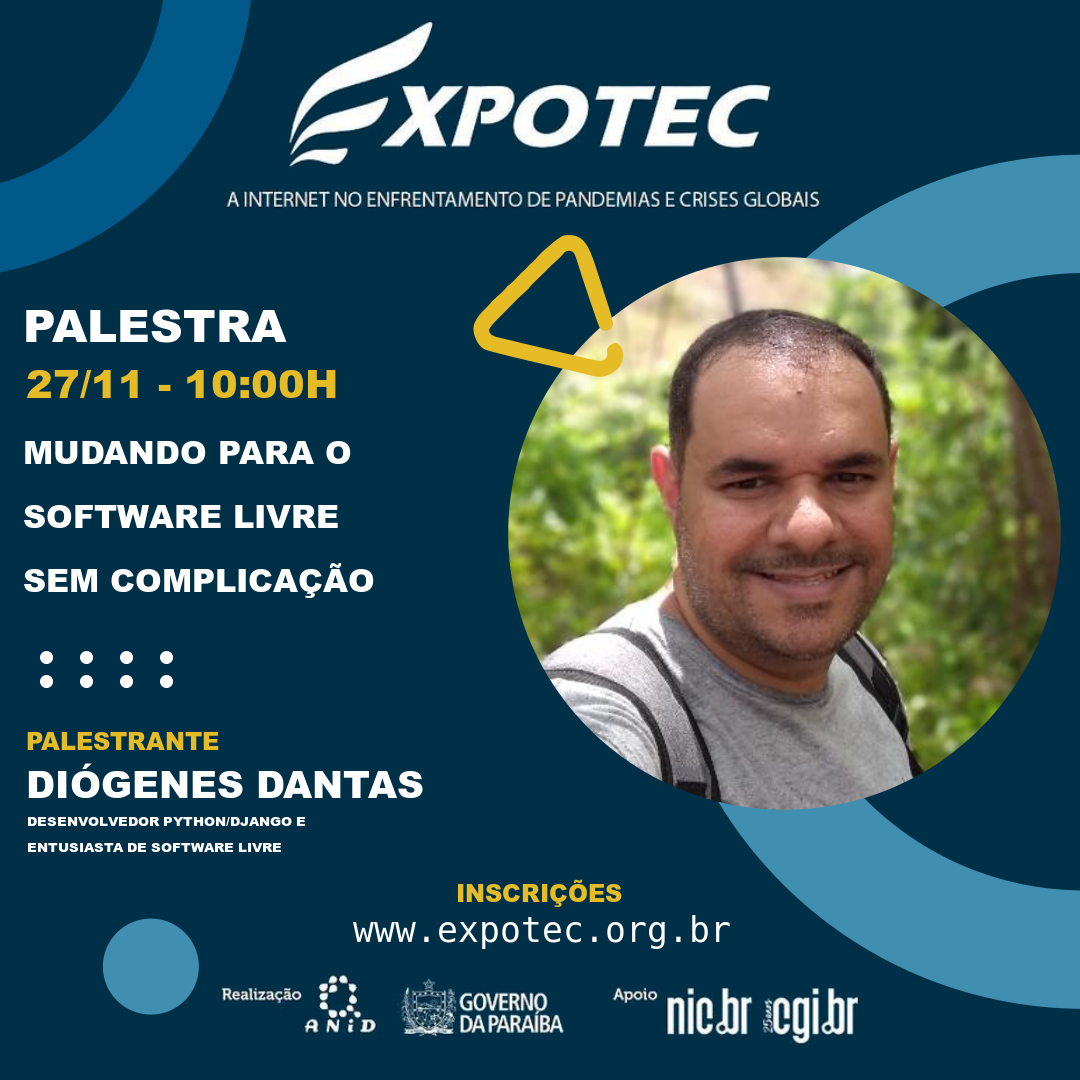 EXPOTEC
A INTERNET NO ENFRENTAMENTO DE PANDEMIAS E CRISES GLOBAIS
PALESTRA
27/11 - 10:00H
MUDANDO PARA O
SOFTWARE LIVRE
SEM COMPLICAÇÃO
PALESTRANTE
DIÓGENES DANTAS
DESENVOLVEDOR PYTHON/DJANGO E
ENTUSIASTA DE SOFTWARE LIVRE
INSCRIÇÕES
www.expotec.org.br
Realização
ANiD
GOVERNO
DA PARAÍBA
Apoio
nic.br
25 anos
cgi.br